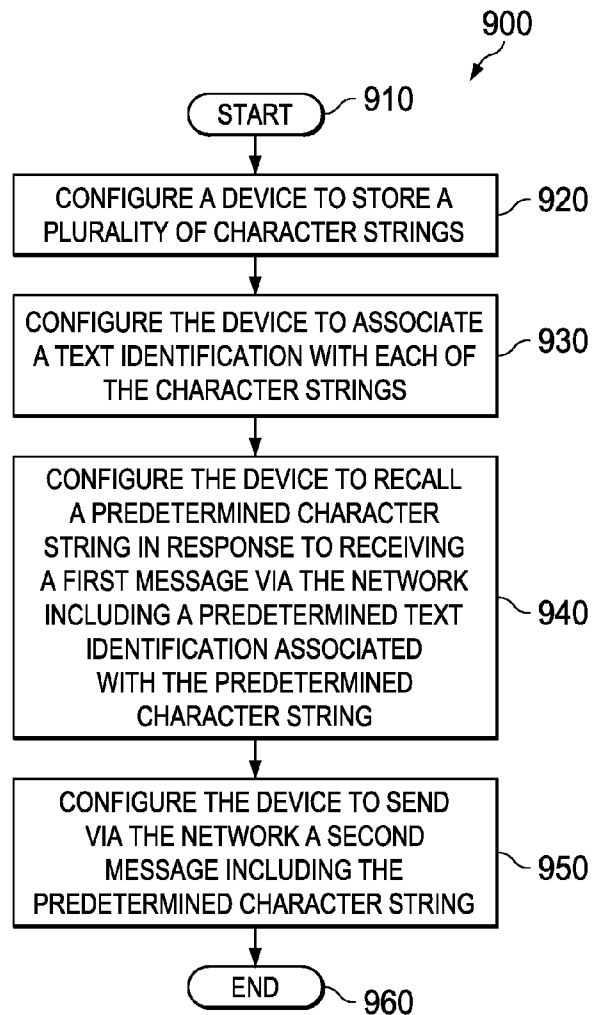 900
START
910
CONFIGURE A DEVICE TO STORE A
PLURALITY OF CHARACTER STRINGS
920
CONFIGURE THE DEVICE TO ASSOCIATE
A TEXT IDENTIFICATION WITH EACH OF
THE CHARACTER STRINGS
930
CONFIGURE THE DEVICE TO RECALL
A PREDETERMINED CHARACTER
STRING IN RESPONSE TO RECEIVING
A FIRST MESSAGE VIA THE NETWORK
INCLUDING A PREDETERMINED TEXT
IDENTIFICATION ASSOCIATED
WITH THE PREDETERMINED
CHARACTER STRING
940
CONFIGURE THE DEVICE TO SEND
VIA THE NETWORK A SECOND
MESSAGE INCLUDING THE
PREDETERMINED CHARACTER STRING
950
END
960